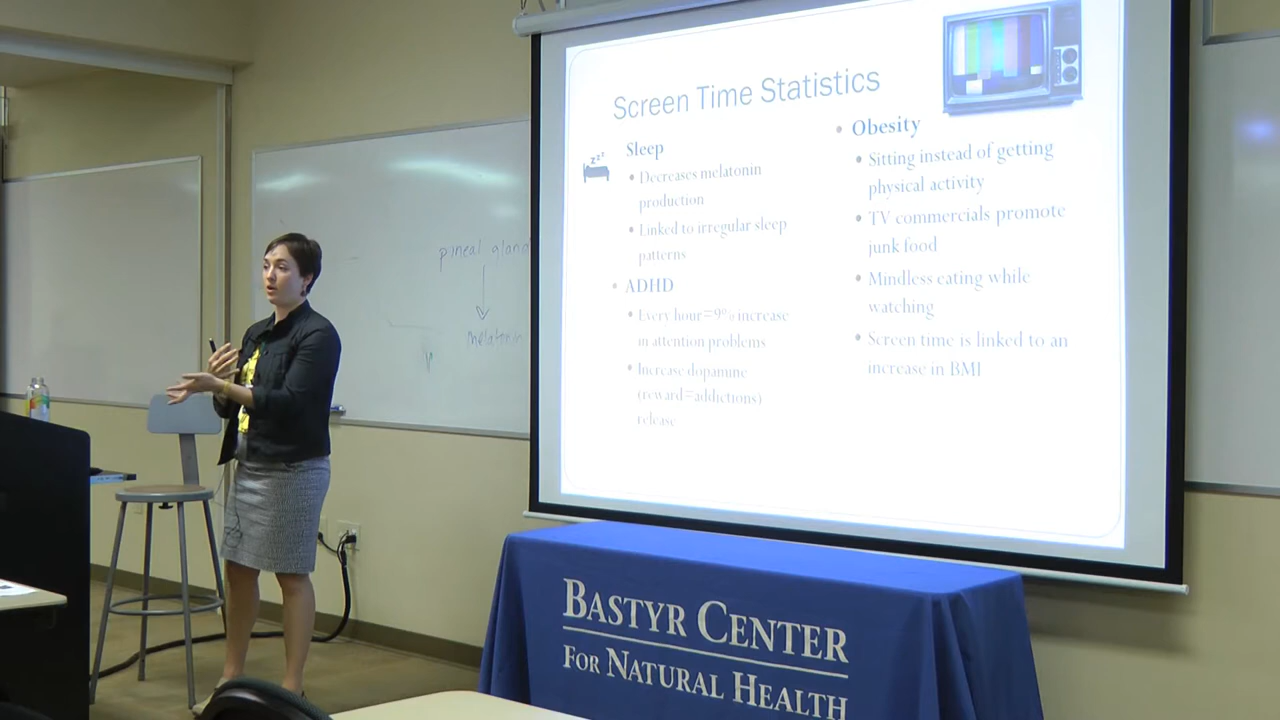 pineal gland
melatonin
Screen Time Statistics
zzz
Sleep
• Decreases melatonin
production
• Linked to irregular sleep
patterns
• ADHD
• Every hour=9% increase
in attention problems
• Increase dopamine
(reward=addictions)
release
• Obesity
• Sitting instead of getting
physical activity
• TV commercials promote
junk food
• Mindless eating while
watching
• Screen time is linked to an
increase in BMI
BASTYR CENTER
FOR NATURAL HEALTH